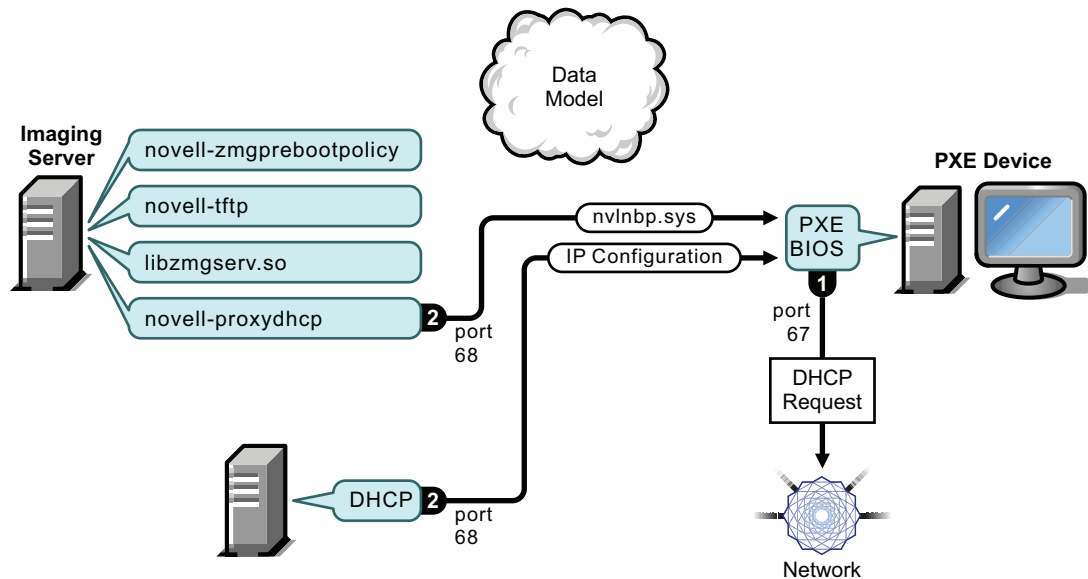 Data
Model
Imaging
Server
novell-zmgprebootpolicy
novell-tftp
libzmgserv.so
novell-proxydhcp
2
port
68
nvlnbp.sys
IP Configuration
PXE Device
PXE
BIOS
1
port
67
DHCP
Request
DHCP
2
port
68
Network